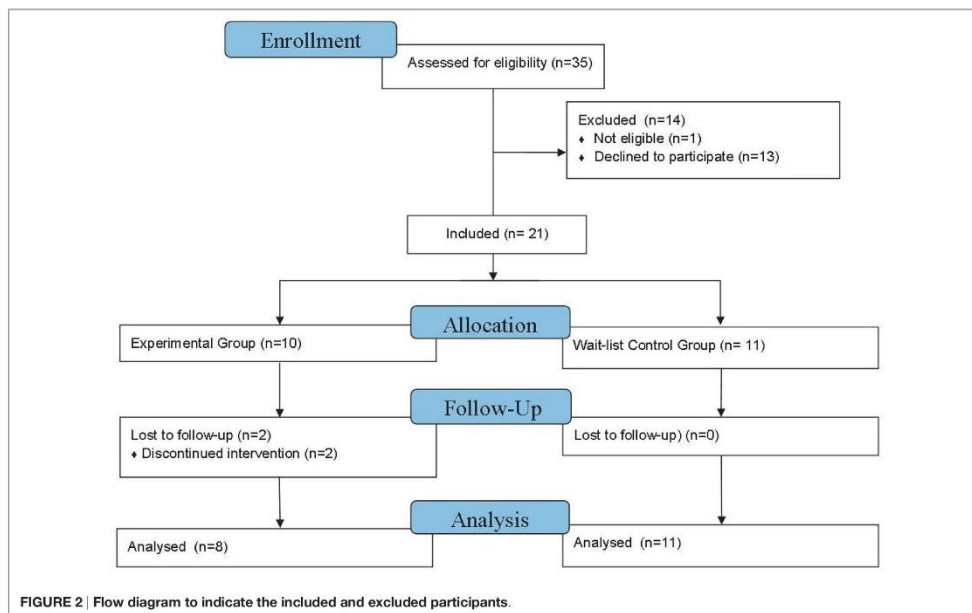 Enrollment
Assessed for eligibility (n=35)
Excluded (n=14)
♦ Not eligible (n=1)
♦ Declined to participate (n=13)
Included (n= 21)
Allocation
Experimental Group (n=10)
Wait-list Control Group (n= 11)
Follow-Up
Lost to follow-up (n=2)
♦ Discontinued intervention (n=2)
Lost to follow-up) (n=0)
Analysis
Analysed (n=8)
Analysed (n=11)
FIGURE 2 | Flow diagram to indicate the included and excluded participants.